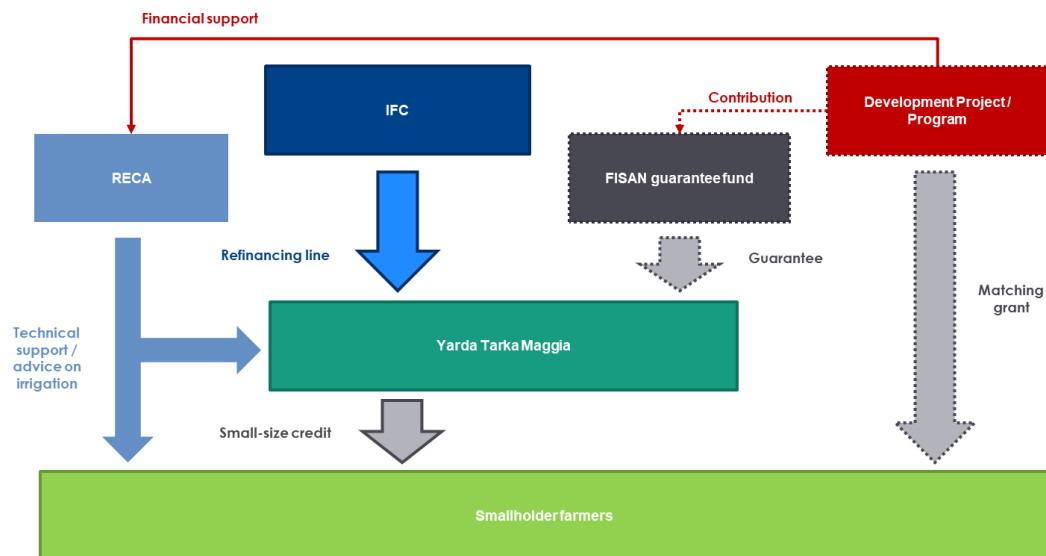 Financial support
IFC
Contribution
Development Project /
Program
RECA
FISAN guarantee fund
Refinancing line
Guarantee
Matching
grant
Technical
support /
advice on
irrigation
Yarda Tarka Maggia
Small-size credit
Smallholder farmers